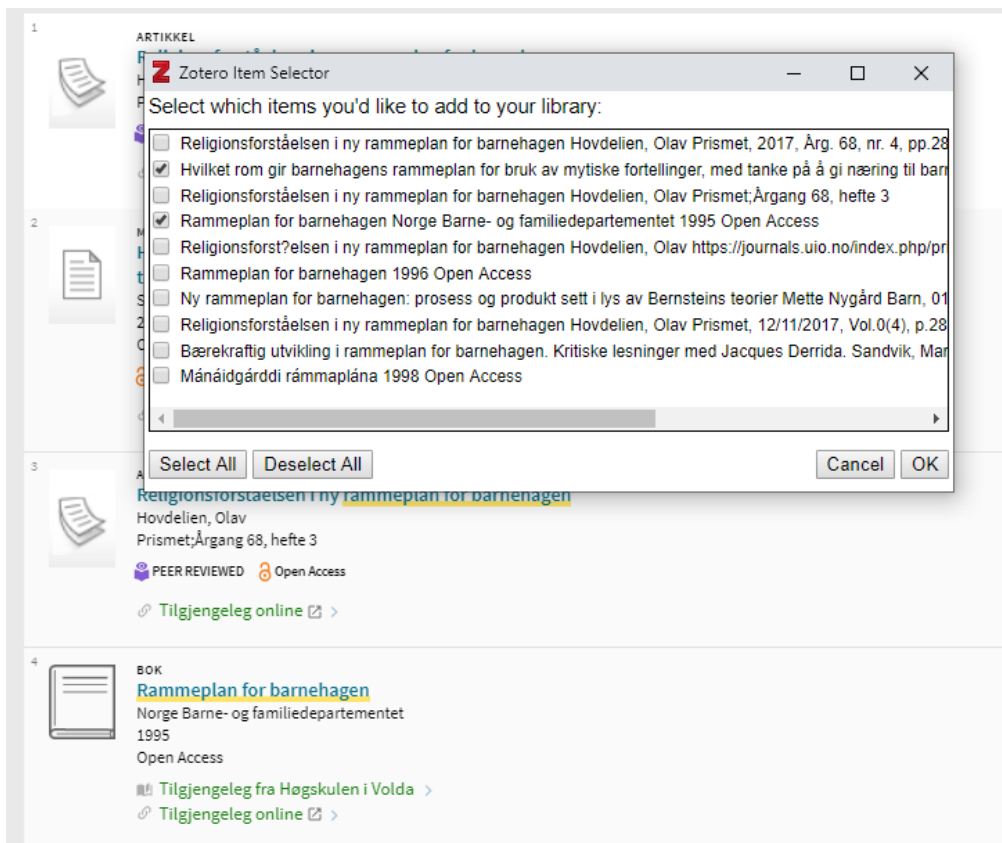 1
ARTIKKEL
Zotero Item Selector
Select which items you'd like to add to your library:
Religionsforståelsen i ny rammeplan for barnehagen Hovdelien, Olav Prismet, 2017, Årg. 68, nr. 4, pp.28
Hvilket rom gir barnehagens rammeplan for bruk av mytiske fortellinger, med tanke på å gi næring til barn
Religionsforståelsen i ny rammeplan for barnehagen Hovdelien, Olav Prismet;Årgang 68, hefte 3
Rammeplan for barnehagen Norge Barne- og familiedepartementet 1995 Open Access
Religionsforst?elsen i ny rammeplan for barnehagen Hovdelien, Olav https://journals.uio.no/index.php/pri
Rammeplan for barnehagen 1996 Open Access
Ny rammeplan for barnehagen: prosess og produkt sett i lys av Bernsteins teorier Mette Nygård Barn, 01
Religionsforståelsen i ny rammeplan for barnehagen Hovdelien, Olav Prismet, 12/11/2017, Vol.0(4), p.28
Bærekraftig utvikling i rammeplan for barnehagen. Kritiske lesninger med Jacques Derrida. Sandvik, Mar
Mánáidgárddi rámmaplána 1998 Open Access
Select All Deselect All Cancel OK
2
3
Religionsforståelsen i ny rammeplan for barnehagen
Hovdelien, Olav
Prismet;Årgang 68, hefte 3
PEER REVIEWED Open Access
Tilgjengeleg online
4
BOK
Rammeplan for barnehagen
Norge Barne- og familiedepartementet
1995
Open Access
Tilgjengeleg fra Høgskulen i Volda
Tilgjengeleg online